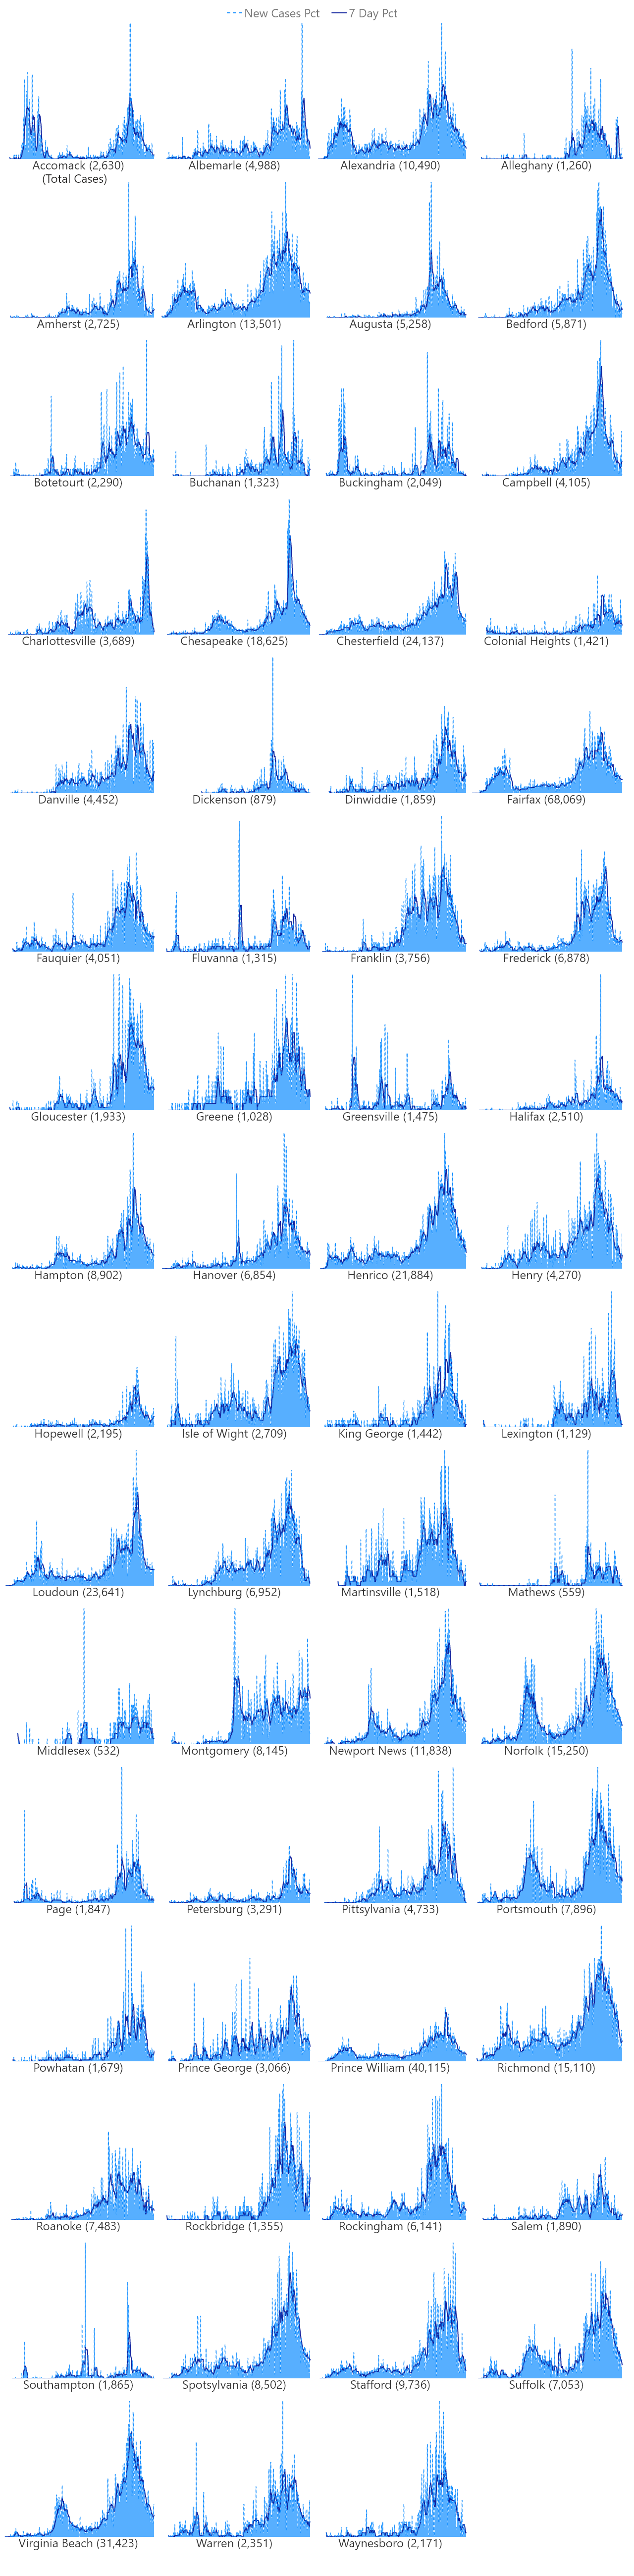 New Cases Pct 7 Day Pct
Accomack (2,630) Albemarle (4,988) Alexandria (10,490) Alleghany (1,260)
(Total Cases)
Amherst (2,725) Arlington (13,501) Augusta (5,258) Bedford (5,871)
Botetourt (2,290) Buchanan (1,323) Buckingham (2,049) Campbell (4,105)
Charlottesville (3,689) Chesapeake (18,625) Chesterfield (24,137) Colonial Heights (1,421)
Danville (4,452) Dickenson (879) Dinwiddie (1,859) Fairfax (68,069)
Fauquier (4,051) Fluvanna (1,315) Franklin (3,756) Frederick (6,878)
Gloucester (1,933) Greene (1,028) Greensville (1,475) Halifax (2,510)
Hampton (8,902) Hanover (6,854) Henrico (21,884) Henry (4,270)
Hopewell (2,195) Isle of Wight (2,709) King George (1,442) Lexington (1,129)
Loudoun (23,641) Lynchburg (6,952) Martinsville (1,518) Mathews (559)
Middlesex (532) Montgomery (8,145) Newport News (11,838) Norfolk (15,250)
Page (1,847) Petersburg (3,291) Pittsylvania (4,733) Portsmouth (7,896)
Powhatan (1,679) Prince George (3,066) Prince William (40,115) Richmond (15,110)
Roanoke (7,483) Rockbridge (1,355) Rockingham (6,141) Salem (1,890)
Southampton (1,865) Spotsylvania (8,502) Stafford (9,736) Suffolk (7,053)
Virginia Beach (31,423) Warren (2,351) Waynesboro (2,171)